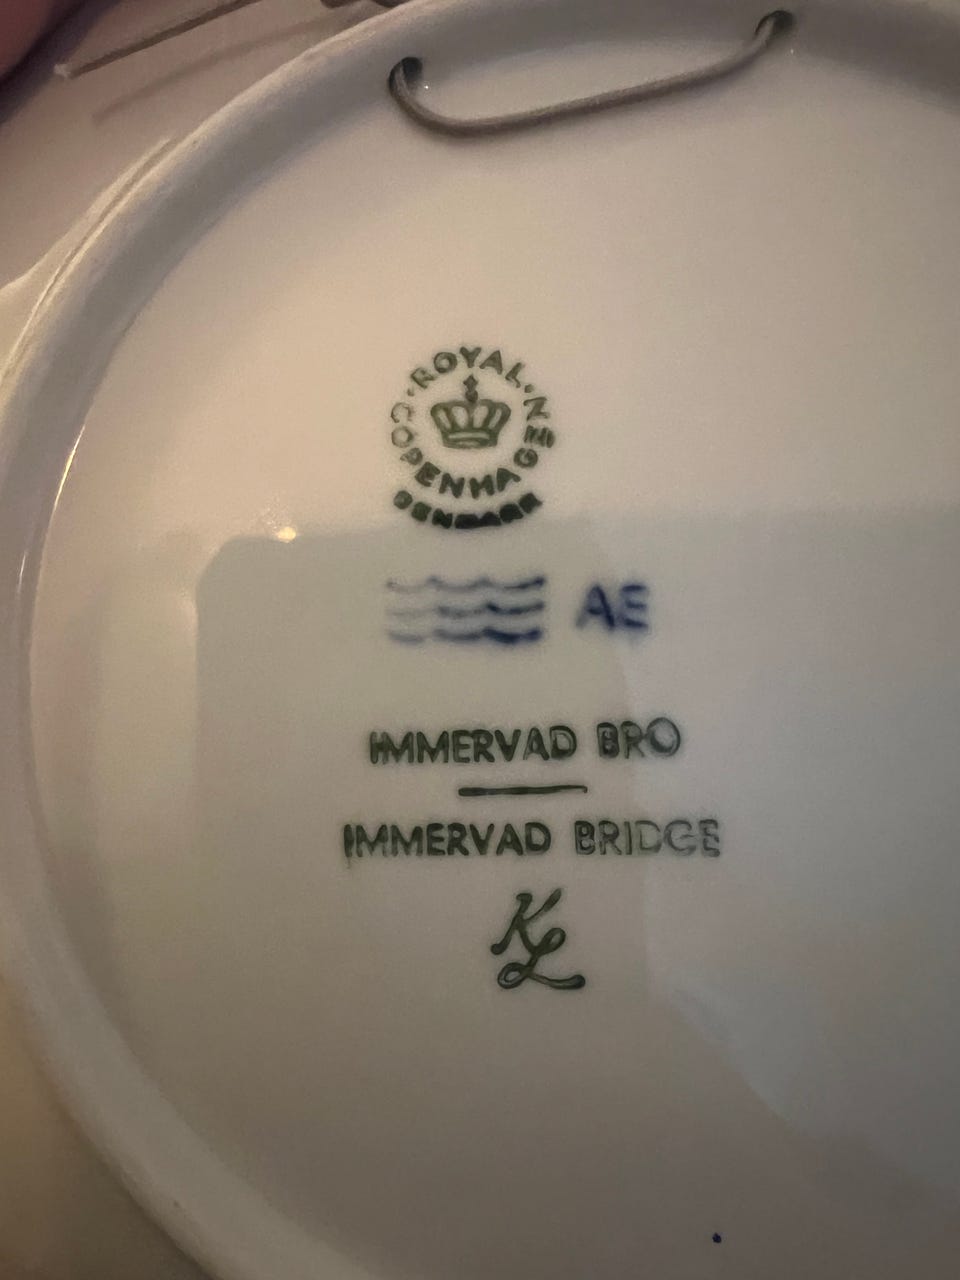 ROYAL COPENHAGEN
DENMARK
AE
IMMERVAD BRO
IMMERVAD BRIDGE
KL